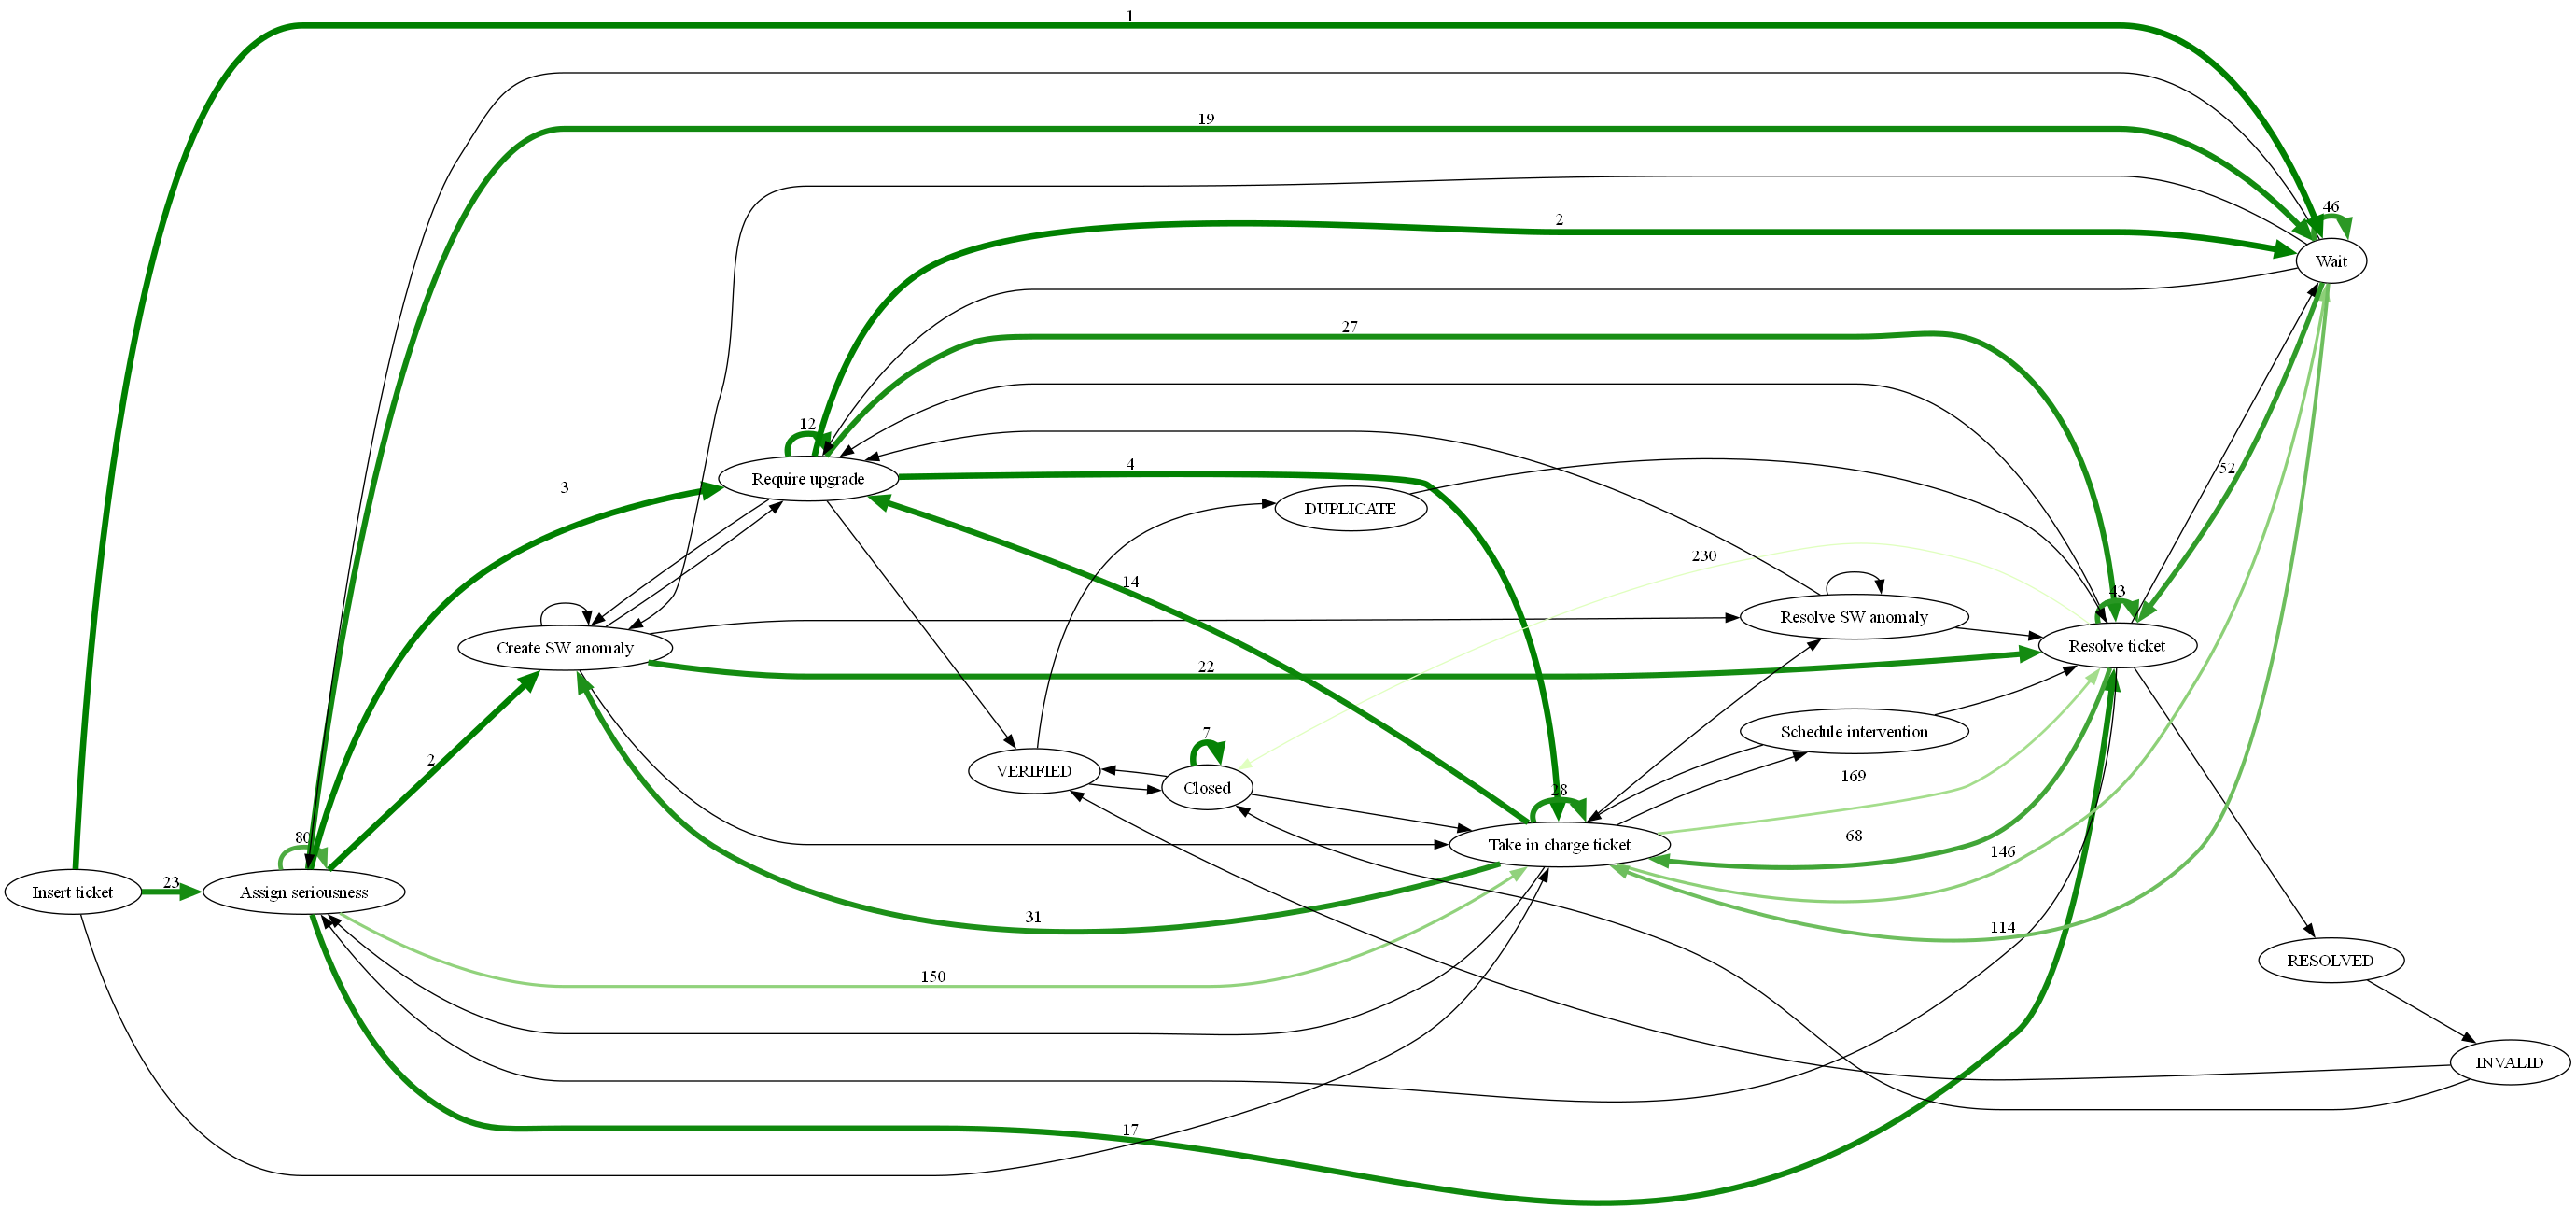 1
19
46
2
Wait
27
12
4
52
Require upgrade
3
DUPLICATE
230
14
43
Resolve SW anomaly
Create SW anomaly
Resolve ticket
22
7
Schedule intervention
2
VERIFIED
Closed
169
28
80
68
Take in charge ticket
146
23
Insert ticket
Assign seriousness
31
114
150
RESOLVED
INVALID
17